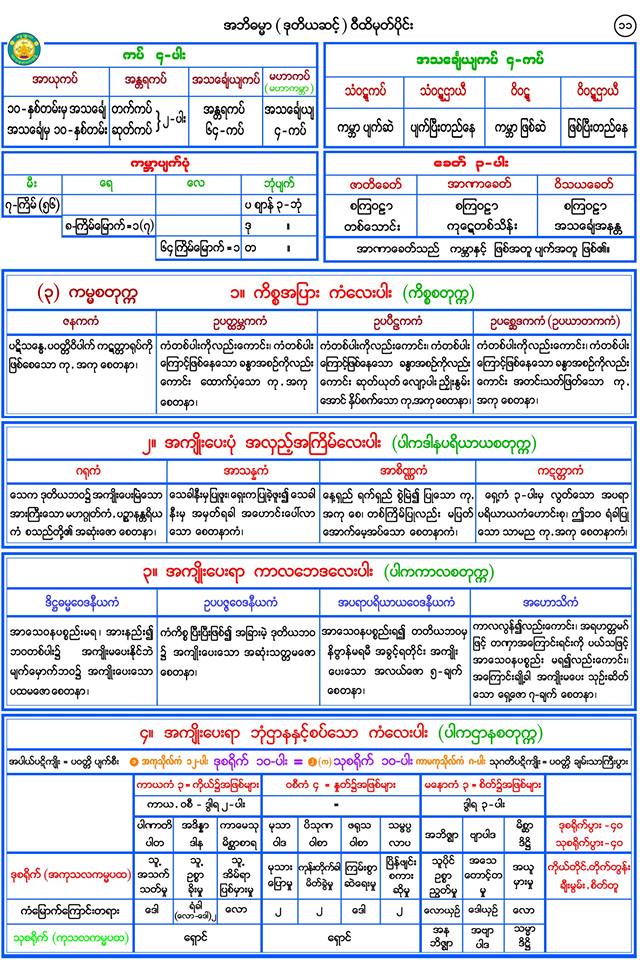 အဘိဓမ္မာ ( ဒုတိယဆင့် ) ဝီထိမုတ်ပိုင်း
၁၁
ကပ် ၄-ပါး
အာယုကပ် အန္တရကပ် အသင်္ချေယျကပ် မဟာကပ်
(မဟာကမ္ဘာ)
၁၀-နှစ်တမ်းမှ အသင်္ချေ တက်ကပ် ၂-ပါး အန္တရကပ် အသင်္ချေယျ
အသင်္ချေမှ ၁၀-နှစ်တမ်း ဆုတ်ကပ် ၆၄-ကပ် ၄-ကပ်
အသင်္ချေယျကပ် ၄-ကပ်
သံဝဋ္ဋကပ် သံဝဋ္ဋဌာယီ ဝိဝဋ္ဋ ဝိဝဋ္ဋဌာယီ
ကမ္ဘာ ပျက်ဆဲ ပျက်ပြီးတည်နေ ကမ္ဘာ ဖြစ်ဆဲ ဖြစ်ပြီးတည်နေ
ကမ္ဘာပျက်ပုံ
မီး ရေ လေ ဘုံပျက်
၇-ကြိမ် (၅၆) ပ ဈာန် ၃-ဘုံ
၈-ကြိမ်မြောက်=၁(၇) ဒု "
၆၄ ကြိမ်မြောက်=၁ တ "
ခေတ် ၃-ပါး
ဇာတိခေတ် အာဏာခေတ် ဝိသယခေတ်
စကြဝဠာ စကြဝဠာ စကြဝဠာ
တစ်သောင်း ကုဋေတစ်သိန်း အသင်္ချေအနန္တ
အာဏာခေတ်သည် ကမ္ဘာနှင့် ဖြစ်အတူ ပျက်အတူ ဖြစ်၏။
(၃) ကမ္မစတုက္က ၁။ ကိစ္စအပြား ကံလေးပါး (ကိစ္စစတုက္က)
ဇနကကံ ဥပတ္ထမ္ဘကကံ ဥပပီဠကကံ ဥပစ္ဆေဒကကံ (ဥပဃာတကကံ)
ပဋိသန္ဓေ, ပဝတ္တိဝိပါက် ကဋတ္တာရုပ်ကို
ဖြစ်စေသော ကု, အကု စေတနာ၊
ကံတစ်ပါးကိုလည်းကောင်း၊ ကံတစ်ပါး
ကြောင့်ဖြစ်နေသော ခန္ဓာအစဉ်ကိုလည်း
ကောင်း ထောက်ပံ့သော ကု, အကု
စေတနာ၊
ကံတစ်ပါးကိုလည်းကောင်း၊ ကံတစ်ပါး
ကြောင့်ဖြစ်နေသော ခန္ဓာအစဉ်ကိုလည်း
ကောင်း ဆုတ်ယုတ် လျော့ပါး ညှိုးနွမ်း
အောင် နှိပ်စက်သော ကု,အကု စေတနာ၊
ကံတစ်ပါးကိုလည်းကောင်း၊ ကံတစ်ပါး
ကြောင့်ဖြစ်နေသော ခန္ဓာအစဉ်ကိုလည်း
ကောင်း အတင်းသတ်ဖြတ်သော ကု,
အကု စေတနာ၊
၂။ အကျိုးပေးပုံ အလှည့်အကြိမ်လေးပါး (ပါကဒါနပရိယာယစတုက္က)
ဂရုကံ အာသန္နကံ အာစိဏ္ဏကံ ကဋတ္တာကံ
သေက ဒုတိယဘဝ၌ အကျိုးပေးမြဲသော
အားကြီးသော မဟဂ္ဂုတ်ကံ, ပဉ္စာနန္တရိယ
ကံ စသည်တို့၏ အဆုံးဇော စေတနာ၊
သေခါနီးမှပြုဖူး၊ ရှေးကပြုခဲ့ဖူး၍ သေခါ
နီးမှ အမှတ်ရခါ အဟောင်းပေါ်လာ
သော စေတနာကံ၊
နေ့ရှည် ရက်ရှည် စွဲမြဲ၍ ပြုသော ကု,
အကု စေ၊ တစ်ကြိမ်ပြုလည်း မပြတ်
အောက်မေ့အပ်သော စေတနာကံ၊
ရှေ့ကံ ၃-ပါးမှ လွတ်သော အပရာ
ပရိယာယကံဟောင်းစု၊ ဤဘဝ ရံခါပြု
သော သာမည ကု, အကု စေတနာကံ၊
၃။ အကျိုးပေးရာ ကာလဘေဒလေးပါး (ပါကကာလစတုက္က)
ဒိဋ္ဌဓမ္မဝေဒနီယကံ ဥပပဇ္ဇဝေဒနီယကံ အပရာပရိယာယဝေဒနီယကံ အဟောသိကံ
အာသေဝနပစ္စည်းမရ၊ အားနည်း၍
ဘဝတစ်ပါး၌ အကျိုးမပေးနိုင်ဘဲ
မျက်မှောက်ဘဝ၌ အကျိုးပေးသော
ပထမဇော စေတနာ၊
ကံကိစ္စ ပြီးပြီးဖြစ်၍ အခြားမဲ့ ဒုတိယဘဝ
၌ အကျိုးပေးသော အဆုံးသတ္တမဇော
စေတနာ၊
အာသေဝနပစ္စည်းရ၍ တတိယဘဝမှ
နိဗ္ဗာန်မရမီ အခွင့်ရတိုင်း အကျိုး
ပေးသော အလယ်ဇော ၅-ချက်
စေတနာ၊
ကာလလွန်၍လည်းကောင်း၊ အရဟတ္တမဂ်
ဖြင့် တဏှာအကြောင်းရင်းကို ပယ်သဖြင့်
အာသေဝနပစ္စည်း မရ၍လည်းကောင်း၊
အကြောင်းချို့ခါ အကျိုးမပေး သုဉ်းဆိတ်
သော ရှေ့ဇော ၇-ချက် စေတနာ၊
၄။ အကျိုးပေးရာ ဘုံဌာနနှင့်စပ်သော ကံလေးပါး (ပါကဌာနစတုက္က)
အပါယ်ပဋိကျိုး = ပဝတ္တိ ပျက်စီး ၁ အကုသိုလ်ကံ ၁၂-ပါး ဒုစရိုက် ၁၀-ပါး = ၂ (က) သုစရိုက် ၁၀-ပါး ကာမကုသိုလ်ကံ ၈-ပါး သုဂတိပဋိကျိုး=ပဝတ္တိ ချမ်းသာကြီးပွား
ကာယကံ ၃ = ကိုယ်၌အဖြစ်များ ဝစီကံ ၄ = နှုတ်၌အဖြစ်များ မနောကံ ၃ = စိတ်၌အဖြစ်များ
ကာယ, ဝစီ - ဒွါရ ၂-ပါး = ဒွါရ ၃-ပါး
ပါဏာတိပါတ အဒိန္နာဒါန ကာမေသုမိစ္ဆာစာရ မုသာဝါဒ ပိသုဏဝါစာ ဖရုသဝါစာ သမ္ဖပ္ပလာပ အဘိဇ္ဈာ ဗျာပါဒ မိစ္ဆာဒိဋ္ဌိ ဒုစရိုက်ပွား - ၄၀
သုစရိုက်ပွား - ၄၀
ဒုစရိုက် (အကုသလကမ္မပထ) သူ့အသက်သတ်မှု သူ့ဥစ္စာခိုးမှု သူ့အိမ်ရာပြစ်မှားမှု မုသားပြောမှု ကုန်းတိုက်ခါမိတ်ခွဲမှု ကြမ်းစွာဆဲရေးမှု ပြိန်ဖျင်းစကားဆိုမှု သူပိုင်ဥစ္စာညွှတ်မှု အသေတောင့်တမှု အယူမှားမှု ကိုယ်တိုင်,တိုက်တွန်း
ချီးမွမ်း, စိတ်တူ
ကံမြောက်ကြောင်းတရား ဒေါ ရံခါ(လော-ဒေါ)၂ လော ၂ ၂ ဒေါ ၂ လောယှဉ် ဒေါယှဉ် လော
သုစရိုက် (ကုသလကမ္မပထ) ရှောင် ရှောင် အနဘိဇ္ဈာ အဗျာပါဒ သမ္မာဒိဋ္ဌိ